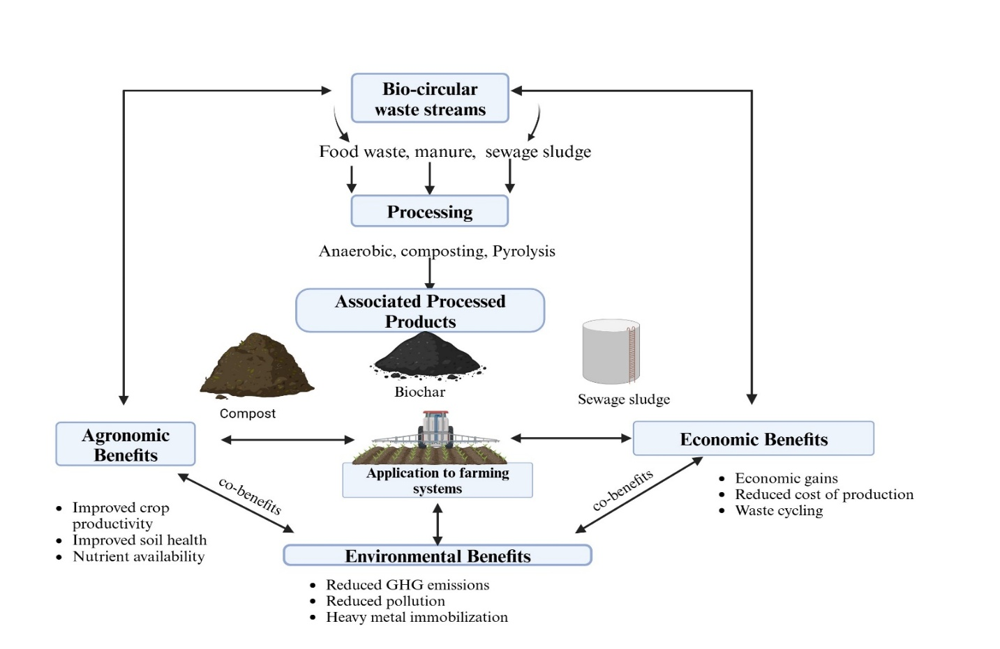 Bio-circular
waste streams
Food waste, manure, sewage sludge
Processing
Anaerobic, composting, Pyrolysis
Associated Processed
Products
Compost
Biochar
Sewage sludge
Agronomic
Benefits
Application to farming
systems
Economic Benefits
co-benefits
co-benefits
• Improved crop
productivity
• Improved soil health
• Nutrient availability
• Economic gains
• Reduced cost of production
• Waste cycling
Environmental Benefits
• Reduced GHG emissions
• Reduced pollution
• Heavy metal immobilization